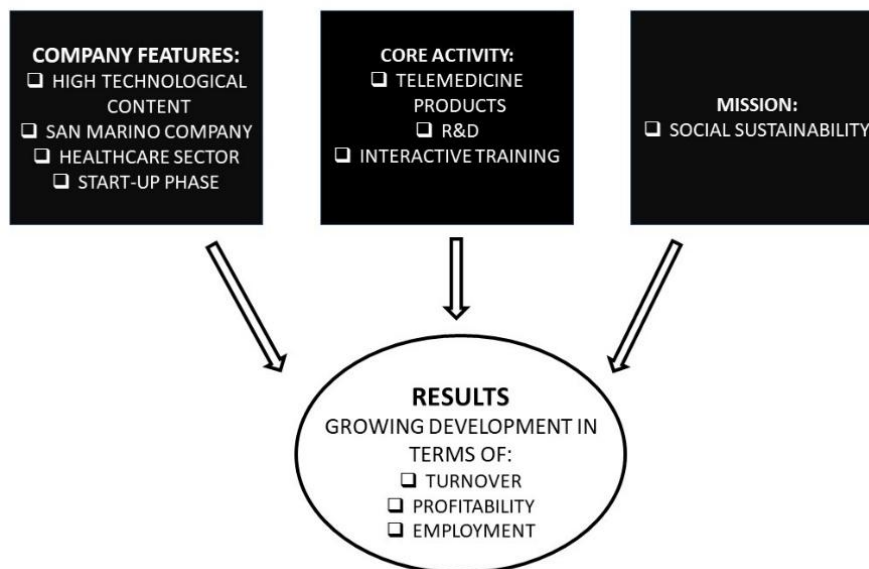 COMPANY FEATURES:
❑ HIGH TECHNOLOGICAL
CONTENT
❑ SAN MARINO COMPANY
❑ HEALTHCARE SECTOR
❑ START-UP PHASE
CORE ACTIVITY:
❑ TELEMEDICINE
PRODUCTS
❑ R&D
❑ INTERACTIVE TRAINING
MISSION:
❑ SOCIAL SUSTAINABILITY
RESULTS
GROWING DEVELOPMENT IN
TERMS OF:
❑ TURNOVER
❑ PROFITABILITY
❑ EMPLOYMENT